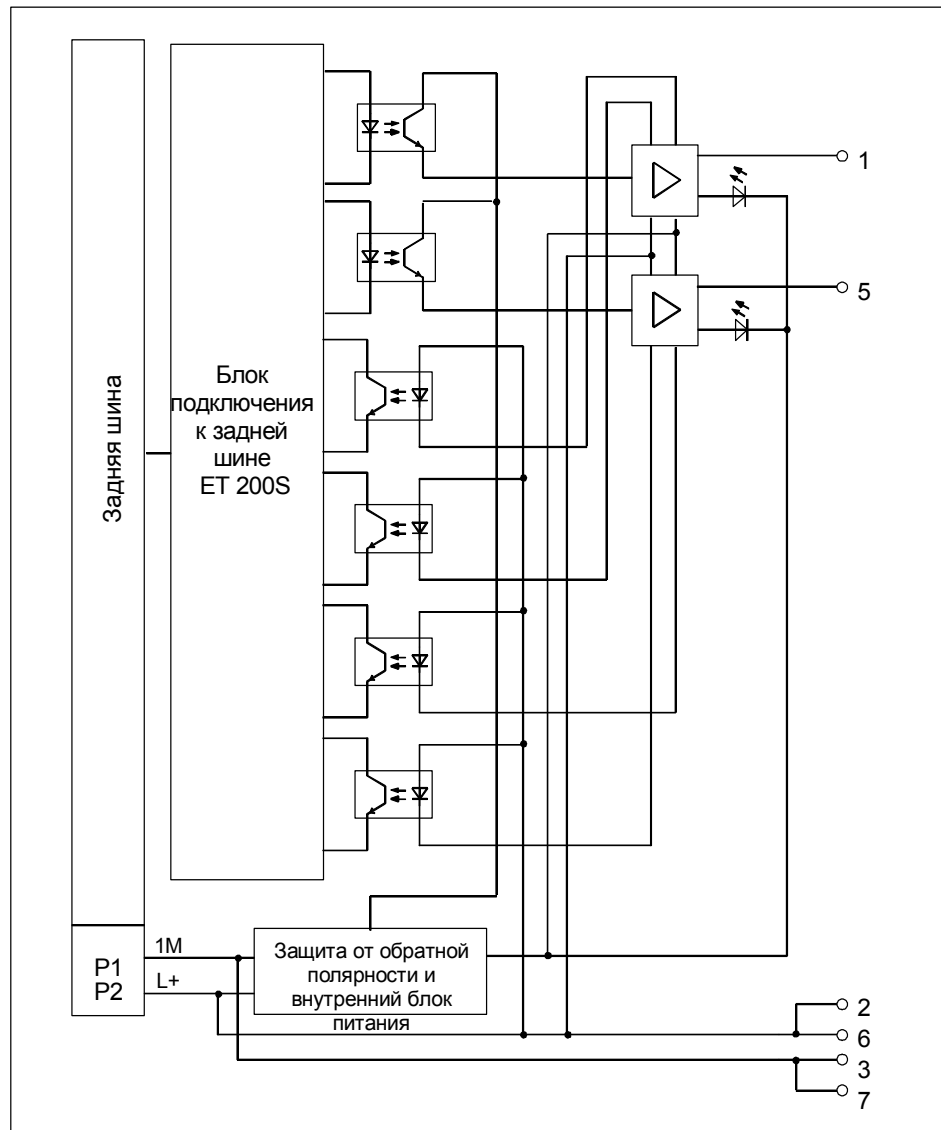 1
5
Задняя шина
Блок
подключения
к задней
шине
ET 200S
1M
L+
P1
P2
Защита от обратной
полярности и
внутренний блок
питания
2
6
3
7